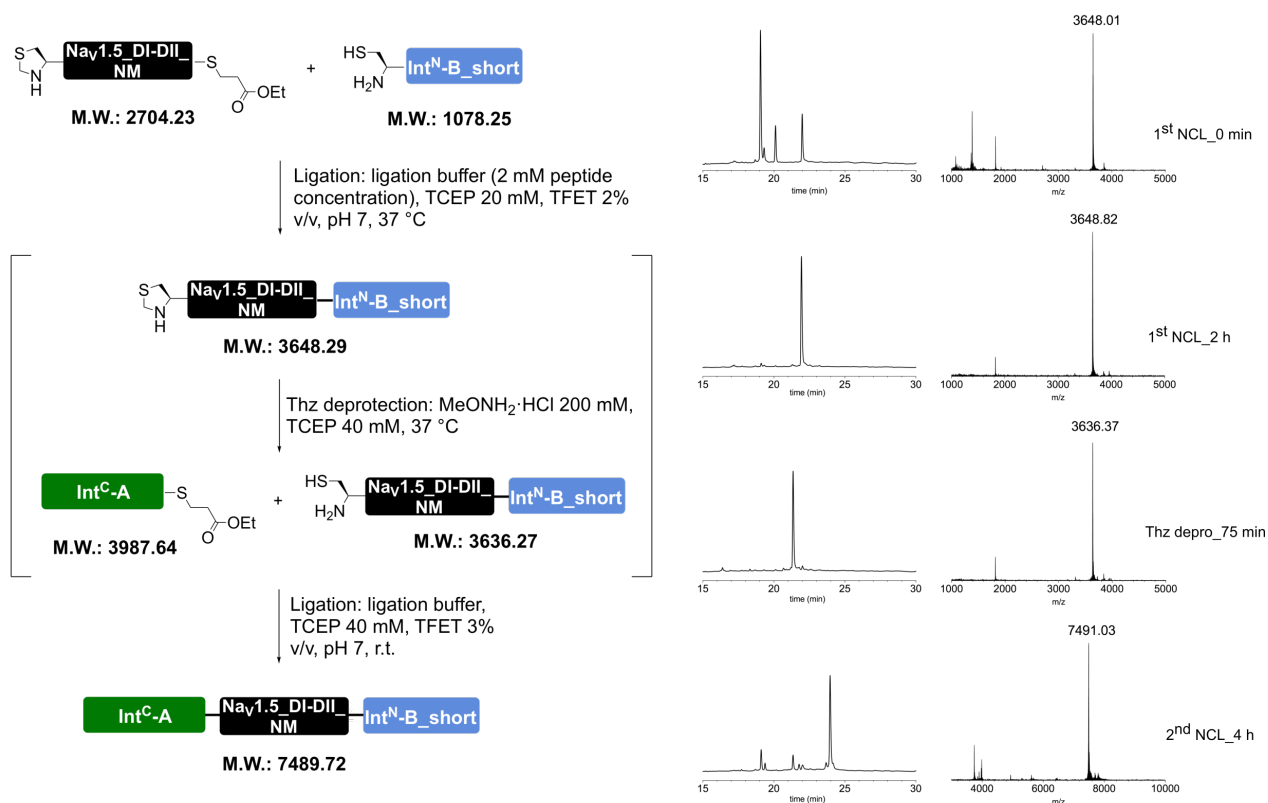 S
N
H
NaV1.5_DI-DII_
NM
S
O
OEt
M.W.: 2704.23
+
HS
H2N
IntN-B_short
M.W.: 1078.25
Ligation: ligation buffer (2 mM peptide
concentration), TCEP 20 mM, TFET 2%
v/v, pH 7, 37 °C
S
N
H
NaV1.5_DI-DII_
NM
IntN-B_short
M.W.: 3648.29
Thz deprotection: MeONH2·HCl 200 mM,
TCEP 40 mM, 37 °C
IntC-A
S
O
OEt
M.W.: 3987.64
+
HS
H2N
NaV1.5_DI-DII_
NM
IntN-B_short
M.W.: 3636.27
Ligation: ligation buffer,
TCEP 40 mM, TFET 3%
v/v, pH 7, r.t.
IntC-A
NaV1.5_DI-DII_
NM
IntN-B_short
M.W.: 7489.72
15 20 25 30
time (min)
3648.01
1000 2000 3000 4000 5000
m/z
1st NCL_0 min
15 20 25 30
time (min)
3648.82
1000 2000 3000 4000 5000
m/z
1st NCL_2 h
15 20 25 30
time (min)
3636.37
1000 2000 3000 4000 5000
m/z
Thz depro_75 min
15 20 25 30
time (min)
7491.03
4000 6000 8000 10000
m/z
2nd NCL_4 h